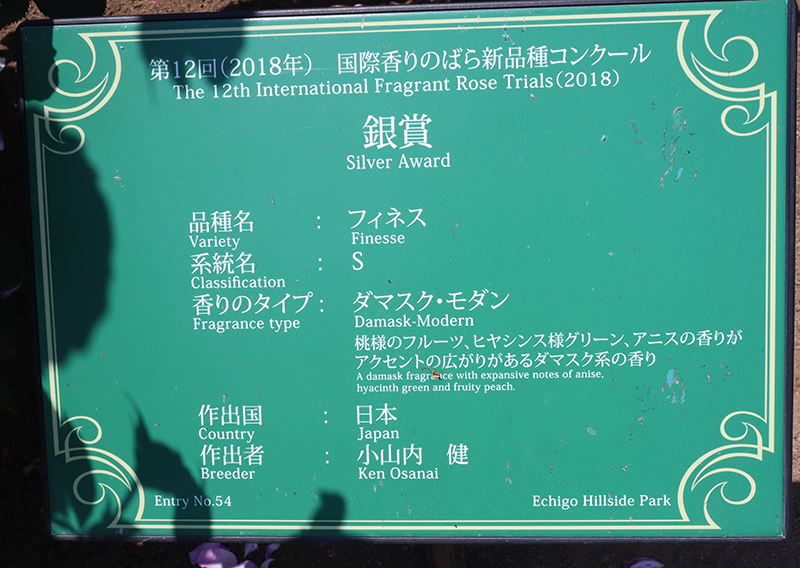 第12回(2018年) 国際香りのばら新品種コンクール
The 12th International Fragrant Rose Trials(2018)
銀賞
Silver Award
品種名 : フィネス
Variety Finesse
系統名 : S
Classification
香りのタイプ : ダマスク・モダン
Fragrance type Damask-Modern
桃様のフルーツ、ヒヤシンス様グリーン、アニスの香りが
アクセントの広がりがあるダマスク系の香り
A damask fragrance with expansive notes of anise,
hyacinth green and fruity peach.
作出国 : 日本
Country Japan
作出者 : 小山内 健
Breeder Ken Osanai
Entry No.54 Echigo Hillside Park